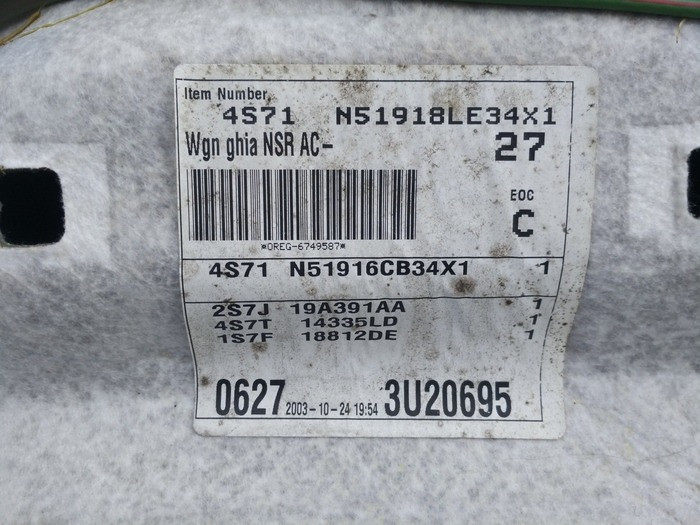 Item Number
4S71 N51918LE34X1
Wgn ghia NSR AC-
27
EOC
C
*OREG-6749587*
4S71 N51916CB34X1 1
2S7J 19A391AA 1
4S7T 14335LD 1
1S7F 18812DE 1
0627 2003-10-24 19:54 3U20695